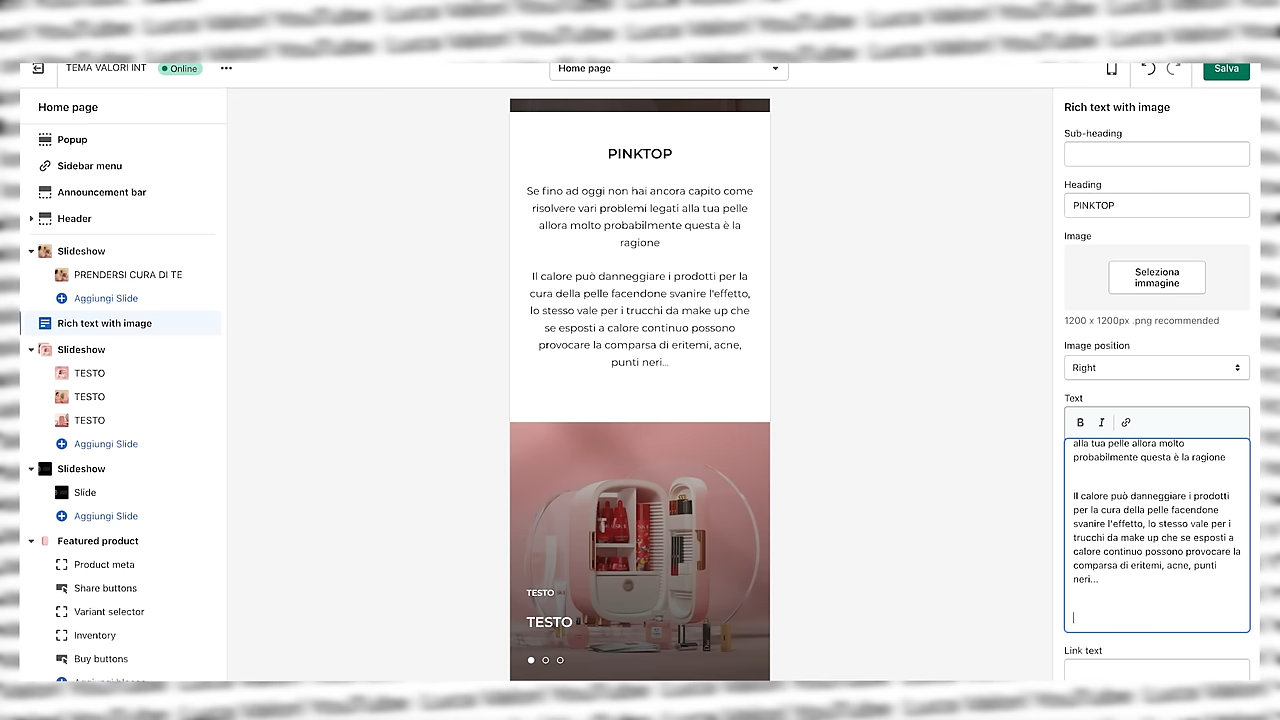 TEMA VALORI INT
Online
Home page
Salva
Home page
Popup
Sidebar menu
Announcement bar
Header
Slideshow
PRENDERSI CURA DI TE
Aggiungi Slide
Rich text with image
Slideshow
TESTO
TESTO
TESTO
Aggiungi Slide
Slideshow
Slide
Aggiungi Slide
Featured product
Product meta
Share buttons
Variant selector
Inventory
Buy buttons
PINKTOP
Se fino ad oggi non hai ancora capito come
risolvere vari problemi legati alla tua pelle
allora molto probabilmente questa è la
ragione
Il calore può danneggiare i prodotti per la
cura della pelle facendone svanire l'effetto,
lo stesso vale per i trucchi da make up che
se esposti a calore continuo possono
provocare la comparsa di eritemi, acne,
punti neri...
TESTO
TESTO
Rich text with image
Sub-heading
Heading
PINKTOP
Image
Seleziona
immagine
1200 x 1200px .png recommended
Image position
Right
Text
B I
alla tua pelle allora molto
probabilmente questa è la ragione
Il calore può danneggiare i prodotti
per la cura della pelle facendone
svanire l'effetto, lo stesso vale per i
trucchi da make up che se esposti a
calore continuo possono provocare la
comparsa di eritemi, acne, punti
neri...
Link text